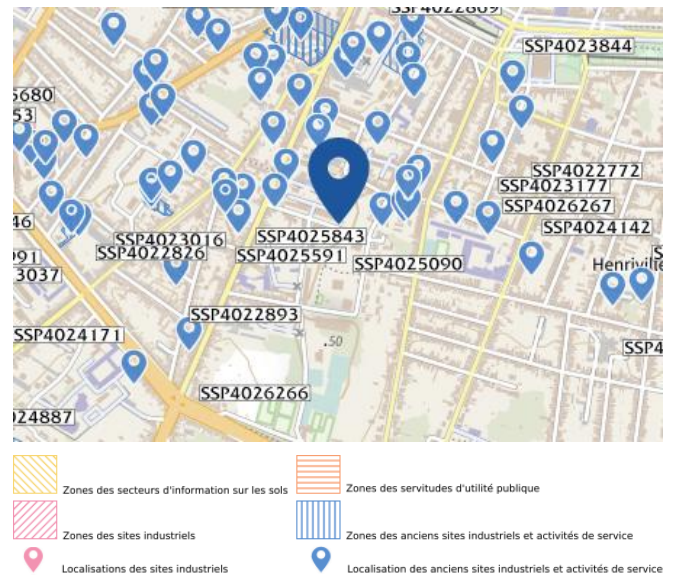 SSP4022869
SSP4023844
5680
53
SSP4022772
SSP4023177
SSP4026267
46
SSP4023016
SSP4025843
SSP4024142
991
SSP4022826
SSP4025591
SSP4025090
Henriville
3037
SSP4022893
SSP4024171
.50
SSP4
SSP4026266
024887
Zones des secteurs d'information sur les sols
Zones des servitudes d'utilité publique
Zones des sites industriels
Zones des anciens sites industriels et activités de service
Localisations des sites industriels
Localisation des anciens sites industriels et activités de service